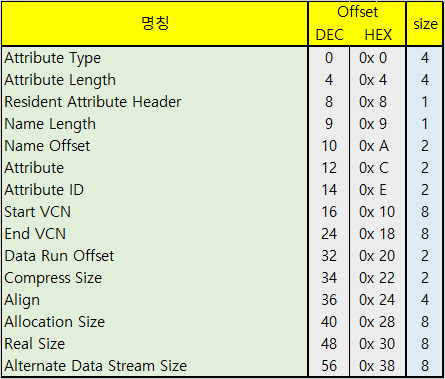 명칭 Offset size
DEC HEX
Attribute Type 0 0x 0 4
Attribute Length 4 0x 4 4
Resident Attribute Header 8 0x 8 1
Name Length 9 0x 9 1
Name Offset 10 0x A 2
Attribute 12 0x C 2
Attribute ID 14 0x E 2
Start VCN 16 0x 10 8
End VCN 24 0x 18 8
Data Run Offset 32 0x 20 2
Compress Size 34 0x 22 2
Align 36 0x 24 4
Allocation Size 40 0x 28 8
Real Size 48 0x 30 8
Alternate Data Stream Size 56 0x 38 8